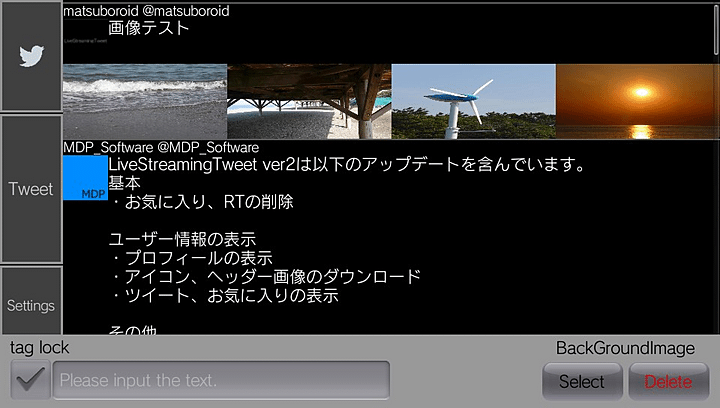 matsuboroid @matsuboroid
画像テスト
LiveStreamingTweet
MDP_Software @MDP_Software
MDP
LiveStreamingTweet ver2は以下のアップデートを含んでいます。
基本
・お気に入り、RTの削除
ユーザー情報の表示
・プロフィールの表示
・アイコン、ヘッダー画像のダウンロード
・ツイート、お気に入りの表示
その他
Tweet
Settings
tag lock
Please input the text.
BackGroundImage
Select
Delete